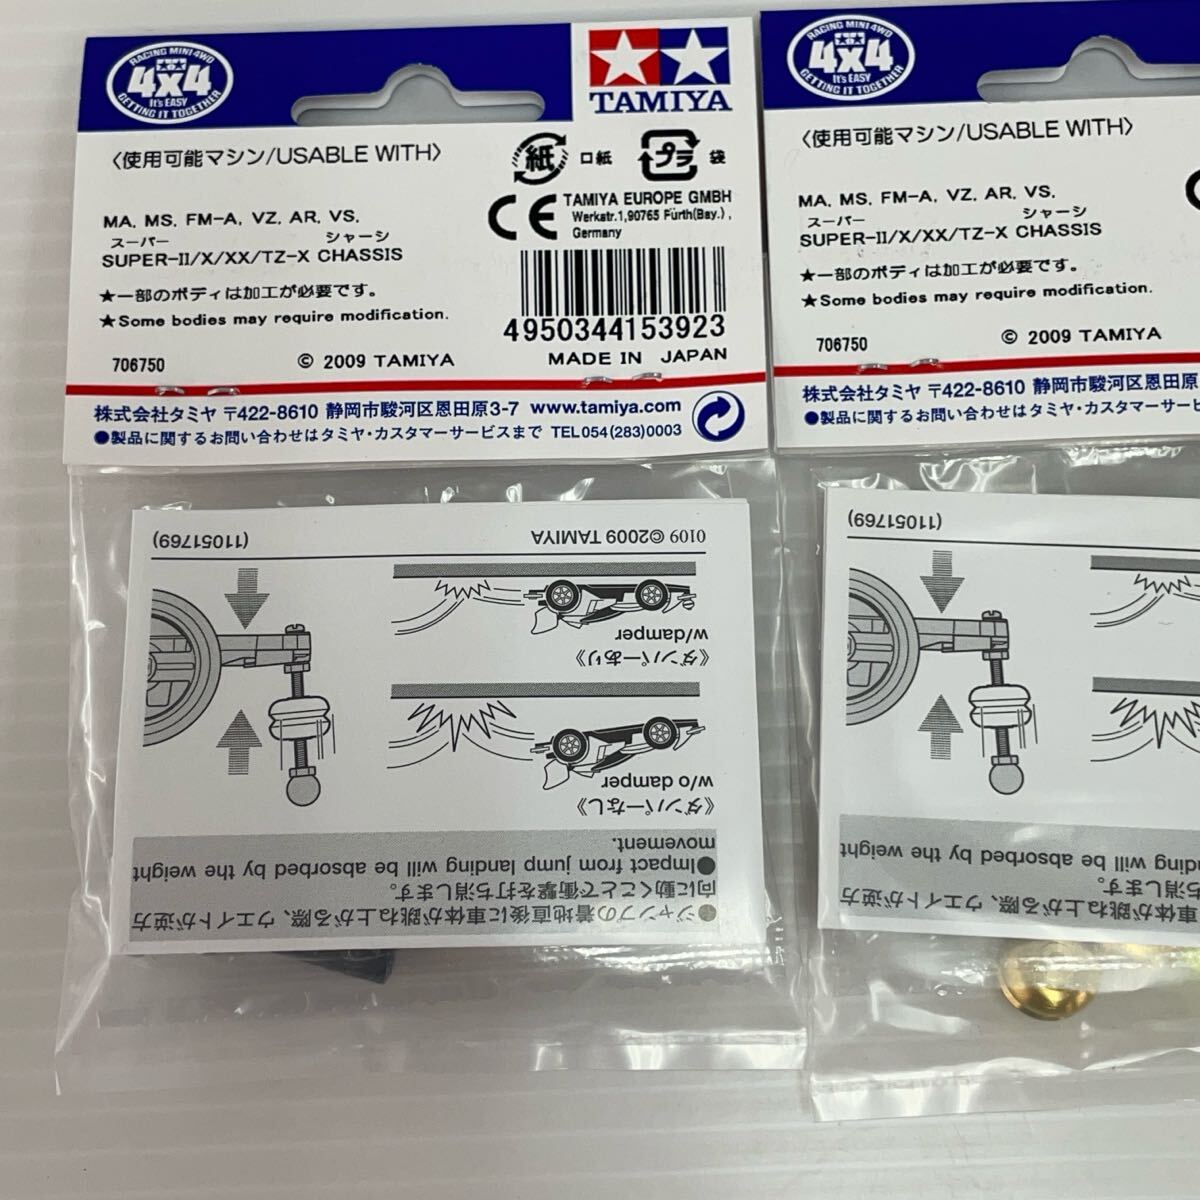 RACING MINI 4WD
4x4
It's EASY
GETTING IT TOGETHER
TAMIYA
〈使用可能マシン/USABLE WITH〉
紙
口紙
プラ
袋
CE
TAMIYA EUROPE GMBH
Werkstr.1,90765 Fürth(Bay.),
Germany
MA, MS, FM-A, VZ, AR, VS,
スーパー シャーシ
SUPER-II/X/XX/TZ-X CHASSIS
★一部のボディは加工が必要です。
★Some bodies may require modification.
4950344153923
706750
© 2009 TAMIYA
MADE IN JAPAN
株式会社タミヤ 〒422-8610 静岡市駿河区恩田原3-7 www.tamiya.com
●製品に関するお問い合わせはタミヤ・カスタマーサービスまで TEL054(283)0003
●ジャンプの着地直後に車体が跳ね上がる際、ウエイトが逆方
向に動くことで衝撃を打ち消します。
●Impact from jump landing will be absorbed by the weight
movement.
《ダンパーなし》
w/o damper
《ダンパーあり》
w/damper
0109 ©2009 TAMIYA
(11051769)
RACING MINI 4WD
4x4
It's EASY
GETTING IT TOGETHER
〈使用可能マシン/USABLE WITH〉
MA, MS, FM-A, VZ, AR, VS,
スーパー シャーシ
SUPER-II/X/XX/TZ-X CHASSIS
★一部のボディは加工が必要です。
★Some bodies may require modification.
706750
© 2009 TAMIYA
株式会社タミヤ 〒422-8610 静岡市駿河区恩田原
●製品に関するお問い合わせはタミヤ・カスタマーサー
車体が跳ね上がる際、ウエイトが逆方
ち消します。
will be absorbed by the weight
(11051769)